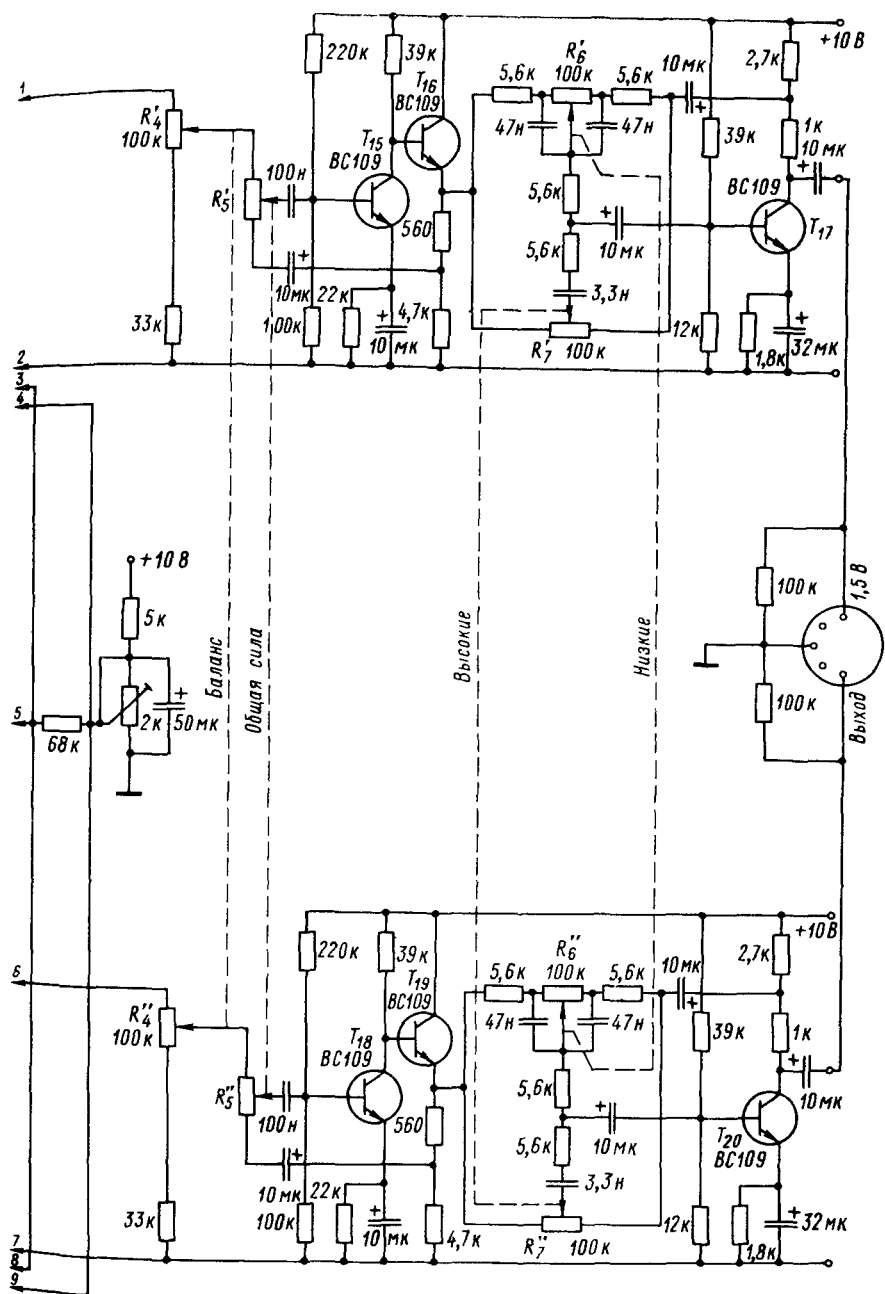 +10 В
220к
39к
T16
BC109
5,6к
R'6
100к
5,6к
10мк
+
2,7к
1
R'4
100к
47н
47н
39к
1к
10 мк
+
T15
BC109
100н
R'5
560
5,6к
+
10мк
BC109
T17
5,6к
+
10мк
22к
100к
33к
+
10 мк
4,7к
3,3н
R'7
100к
12к
1,8к
+
32мк
2
3
4
+10 В
5к
+
2к
50мк
5
68к
Баланс
Общая сила
Высокие
Низкие
100к
1,5 В
100к
Выход
+10В
220к
39к
T19
BC109
5,6к
R''6
100к
5,6к
10мк
+
2,7к
6
R''4
100к
47н
47н
39к
1к
+
10мк
T18
BC109
R''5
100н
560
5,6к
+
10мк
T20
BC109
5,6к
+
10мк
22к
100к
33к
+
10мк
4,7к
3,3н
R''7
100к
12к
1,8к
+
32мк
7
8
9